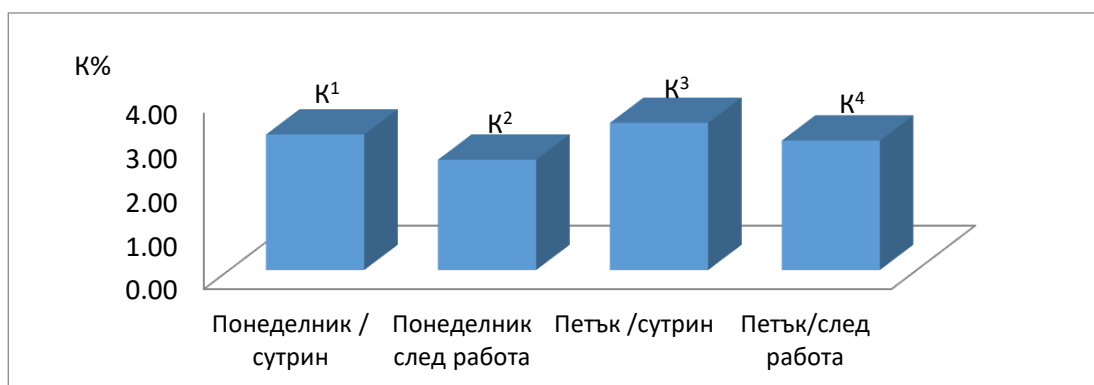 К%
4.00
3.00
2.00
1.00
0.00
К¹
К²
К³
К⁴
Понеделник /
сутрин
Понеделник
след работа
Петък /сутрин
Петък/след
работа